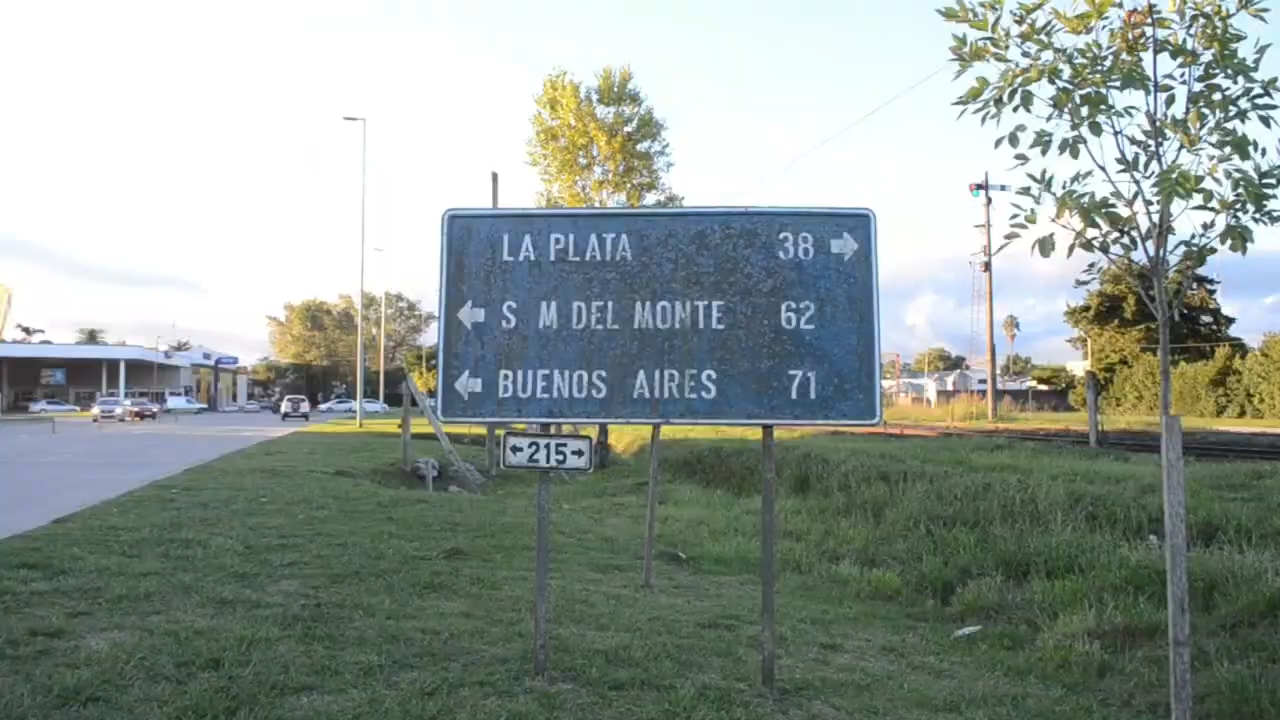 LA PLATA 38 →
← S M DEL MONTE 62
← BUENOS AIRES 71
←215→